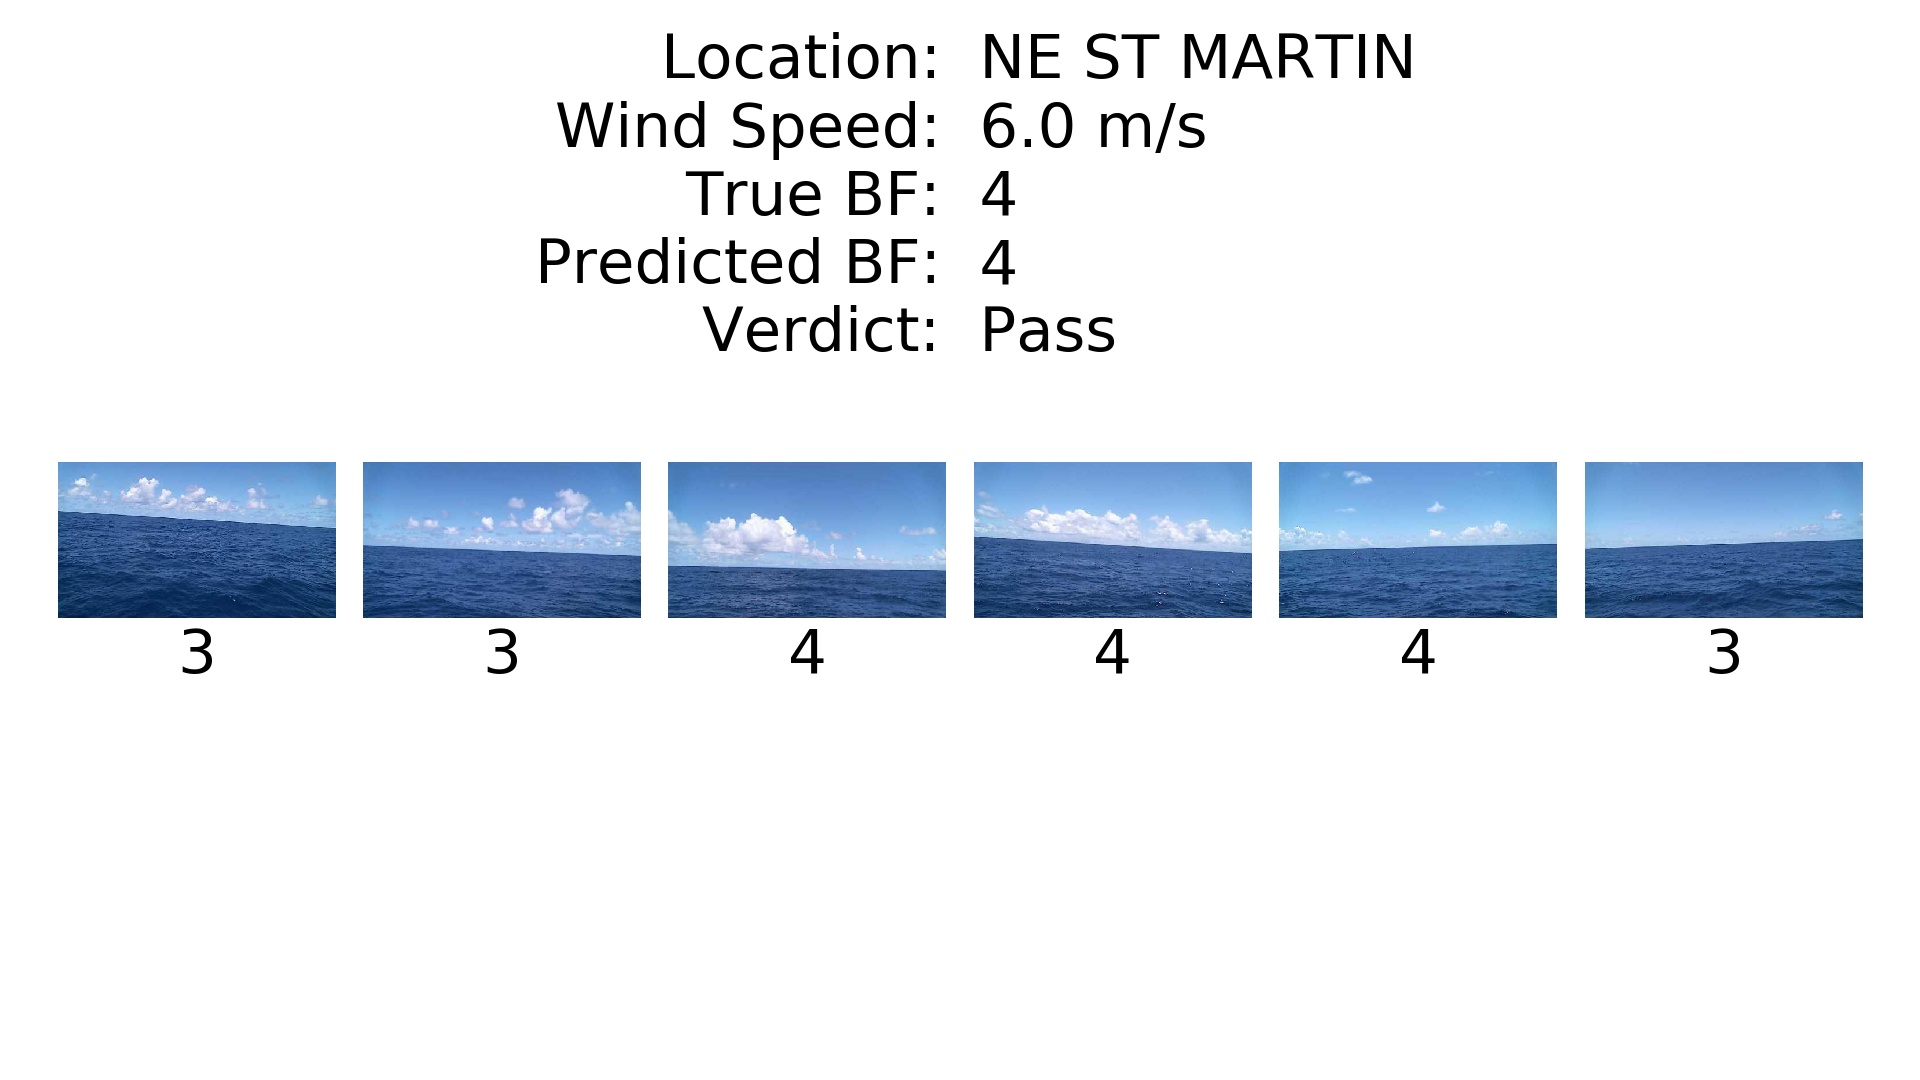 Location: NE ST MARTIN
Wind Speed: 6.0 m/s
True BF: 4
Predicted BF: 4
Verdict: Pass
3 3 4 4 4 3